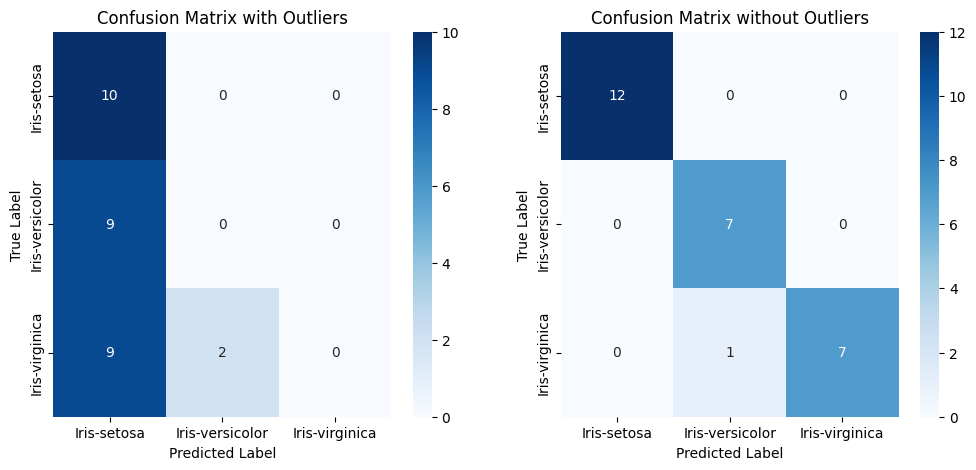 Confusion Matrix with Outliers
Iris-setosa
Iris-versicolor
Iris-virginica
True Label
10 0 0
9 0 0
9 2 0
Iris-setosa Iris-versicolor Iris-virginica
Predicted Label
10
8
6
4
2
0
Confusion Matrix without Outliers
Iris-setosa
Iris-versicolor
Iris-virginica
True Label
12 0 0
0 7 0
0 1 7
Iris-setosa Iris-versicolor Iris-virginica
Predicted Label
12
10
8
6
4
2
0